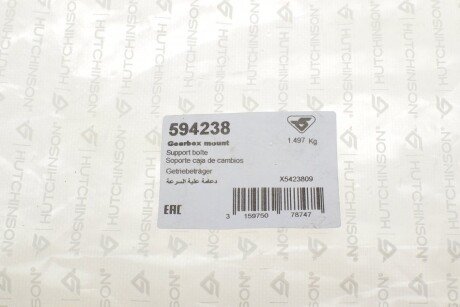 HUTCHINSON®
594238
Gearbox mount
Support boîte
Soporte caja de cambios
Getriebeträger
دعامة علبة السرعة
1.497 Kg
X5423809
EAC
3 159750 78747